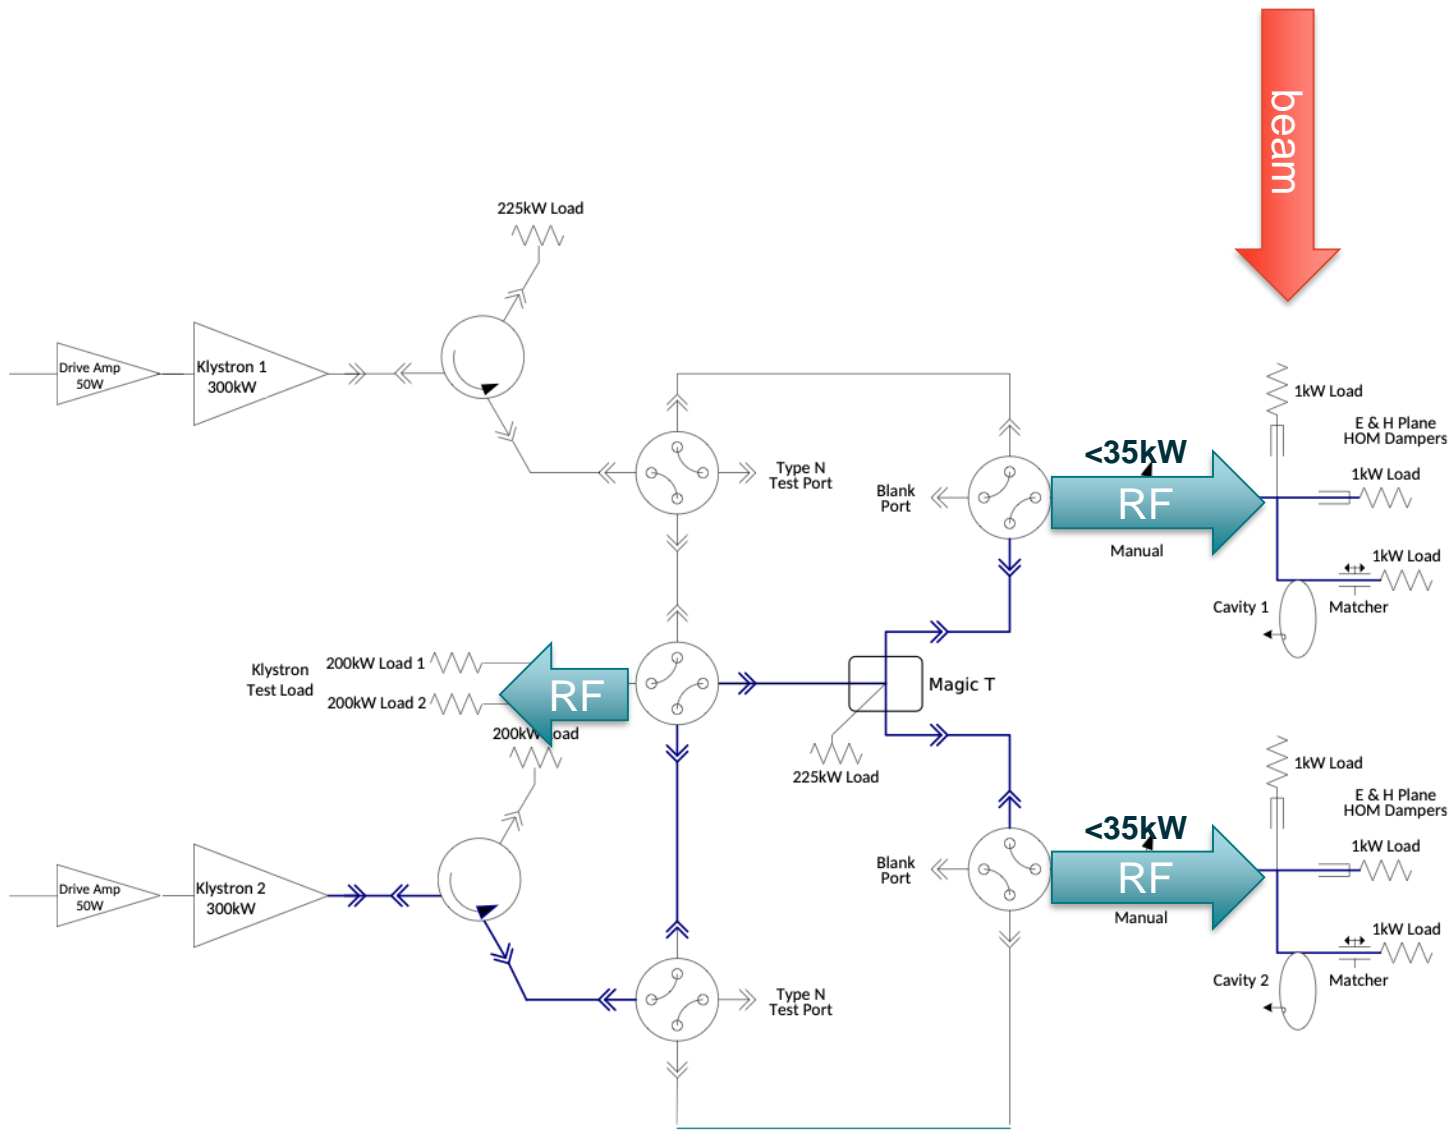 beam
225kW Load
Drive Amp
50W
Klystron 1
300kW
1kW Load
E & H Plane
HOM Dampers
<35kW
Type N
Test Port
Blank
Port
RF
1kW Load
Manual
1kW Load
Cavity 1
Matcher
Klystron
Test Load
200kW Load 1
200kW Load 2
RF
Magic T
200kW Load
225kW Load
1kW Load
E & H Plane
HOM Dampers
<35kW
Drive Amp
50W
Klystron 2
300kW
Blank
Port
RF
1kW Load
Manual
1kW Load
Cavity 2
Matcher
Type N
Test Port